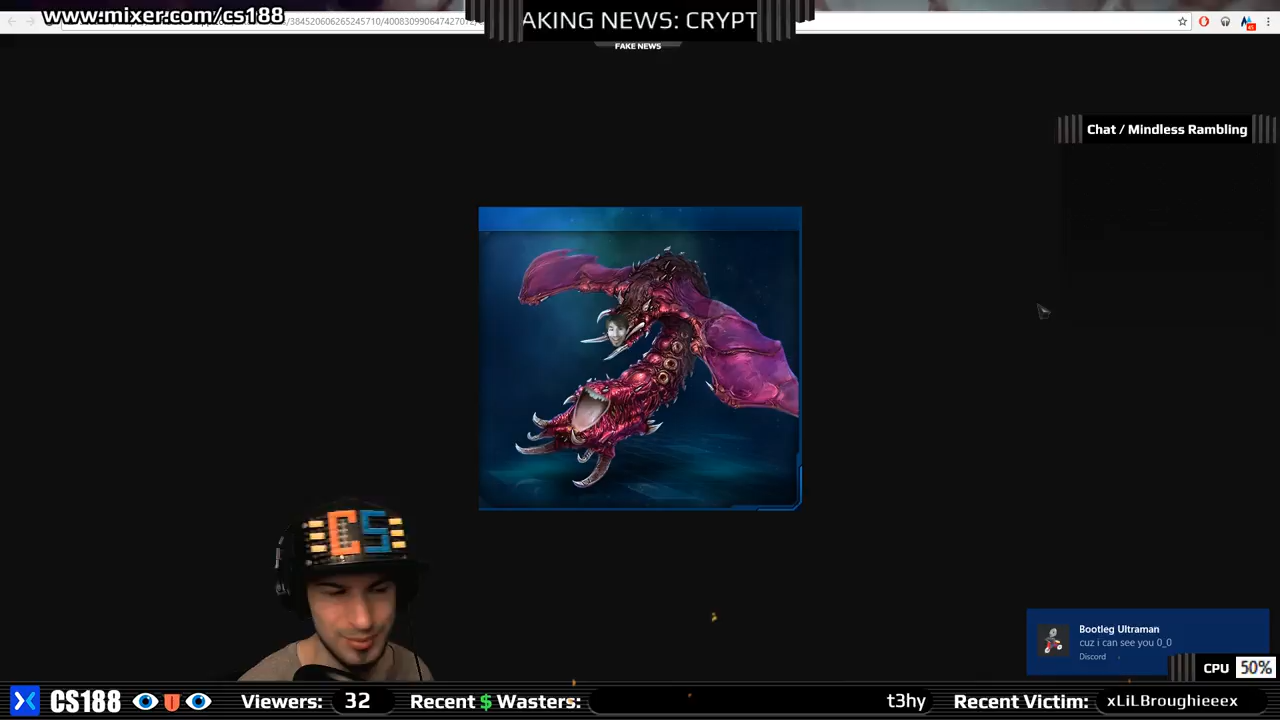 www.mixer.com/cs188
AKING NEWS: CRYPT
FAKE NEWS
Chat / Mindless Rambling
CS
Bootleg Ultraman
cuz i can see you 0_0
Discord
CPU 50%
CS188 Viewers: 32 Recent $ Wasters: t3hy Recent Victim: xLiLBroughieeex